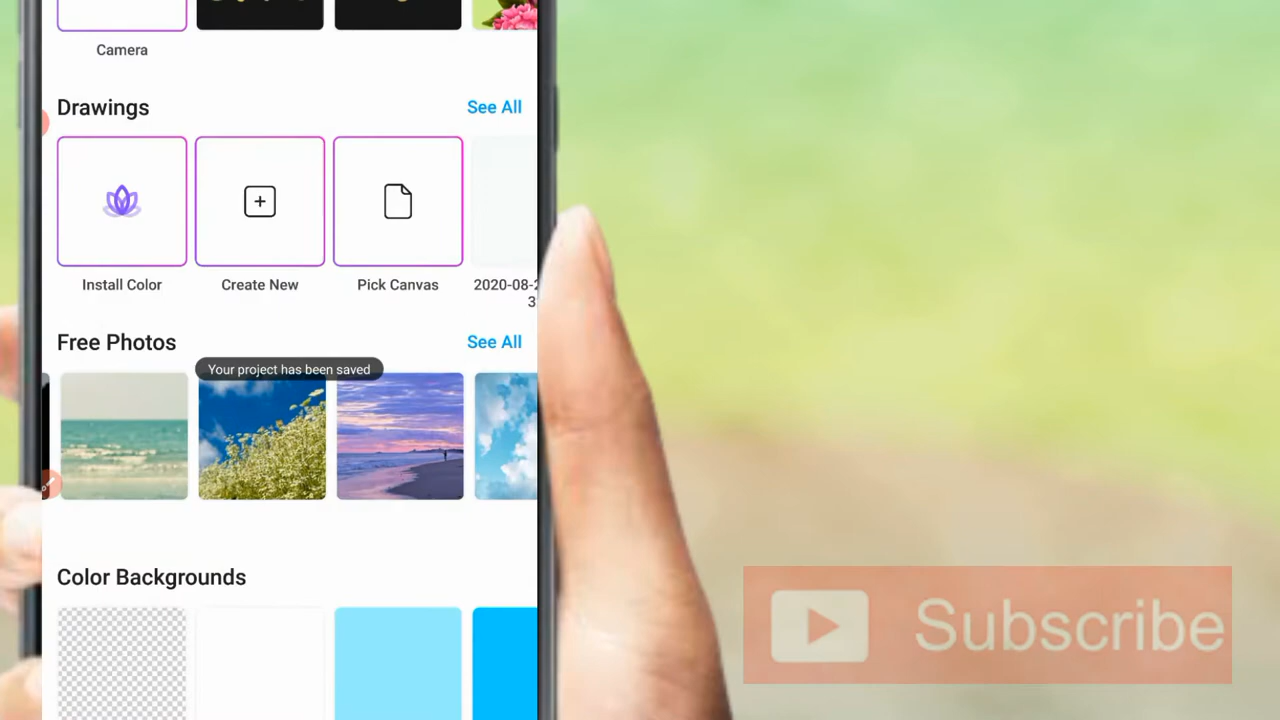 Camera
Drawings
See All
Install Color
Create New
Pick Canvas
2020-08-2
3
Free Photos
See All
Your project has been saved
Color Backgrounds
Subscribe